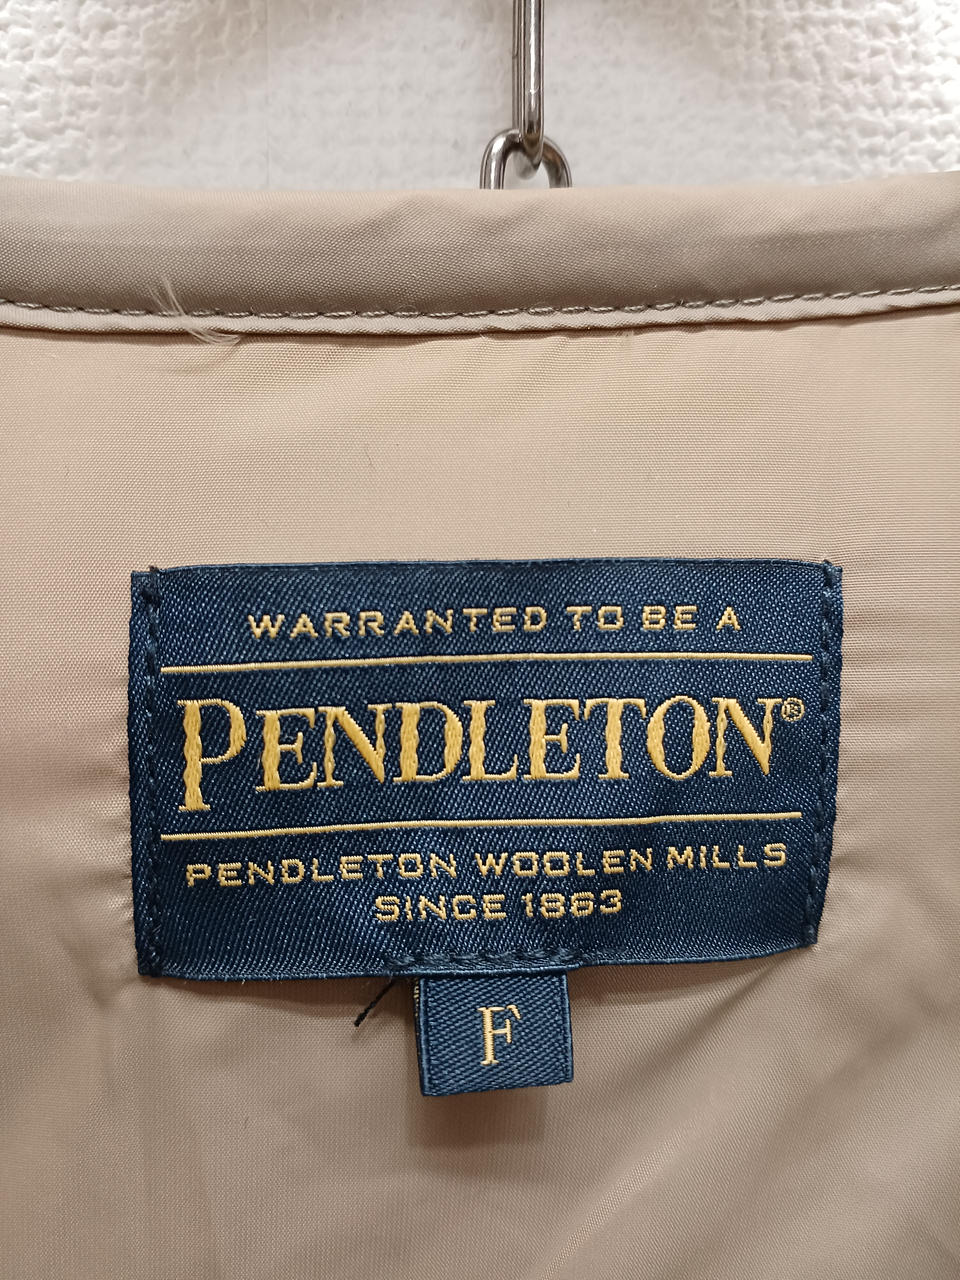 WARRANTED TO BE A
PENDLETON®
PENDLETON WOOLEN MILLS
SINCE 1863
F